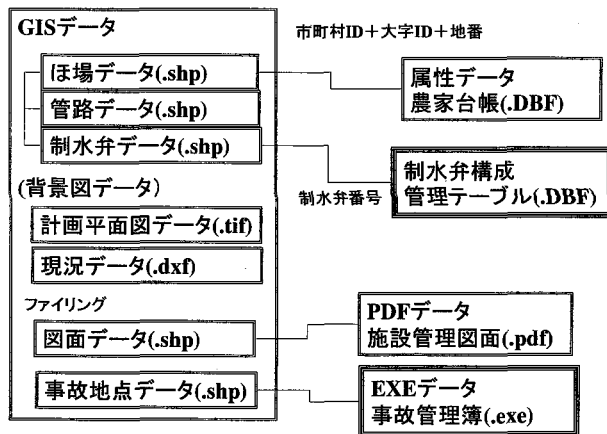 GISデータ
市町村ID＋大字ID＋地番
ほ場データ(.shp)
属性データ
農家台帳(.DBF)
管路データ(.shp)
制水弁データ(.shp)
制水弁番号
制水弁構成
管理テーブル(.DBF)
(背景図データ)
計画平面図データ(.tif)
現況データ(.dxf)
ファイリング
図面データ(.shp)
PDFデータ
施設管理図面(.pdf)
事故地点データ(.shp)
EXEデータ
事故管理簿(.exe)